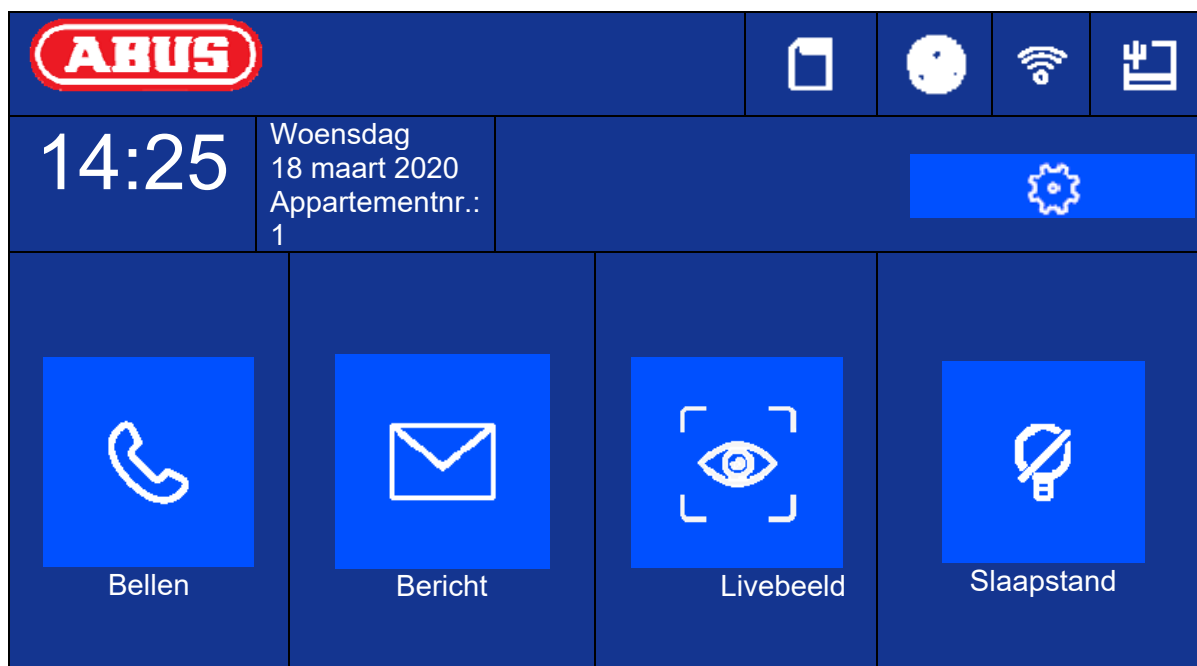 ABUS
14:25
Woensdag
18 maart 2020
Appartementnr.:
1
Bellen
Bericht
Livebeeld
Slaapstand